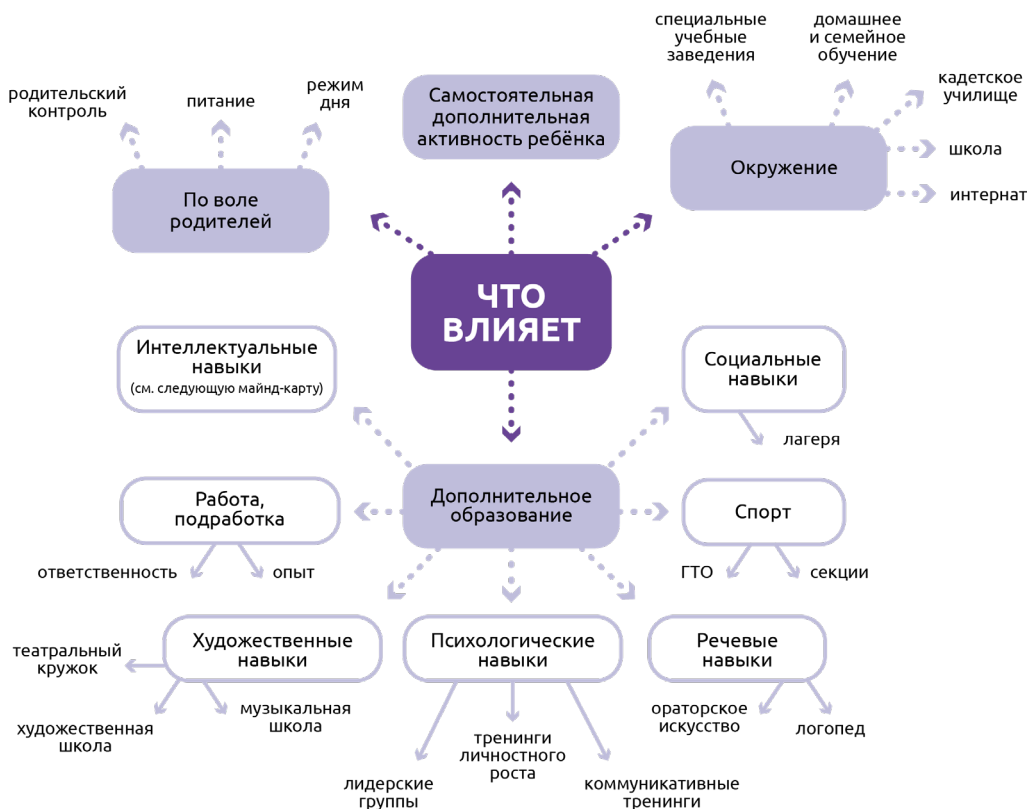 специальные
учебные
заведения
домашнее
и семейное
обучение
родительский
контроль
питание
режим
дня
Самостоятельная
дополнительная
активность ребёнка
кадетское
училище
школа
интернат
Окружение
По воле
родителей
ЧТО
ВЛИЯЕТ
Интеллектуальные
навыки
(см. следующую майнд-карту)
Социальные
навыки
лагеря
Работа,
подработка
Дополнительное
образование
Спорт
ответственность
опыт
ГТО
секции
Художественные
навыки
Психологические
навыки
Речевые
навыки
театральный
кружок
художественная
школа
музыкальная
школа
ораторское
искусство
логопед
тренинги
личностного
роста
лидерские
группы
коммуникативные
тренинги